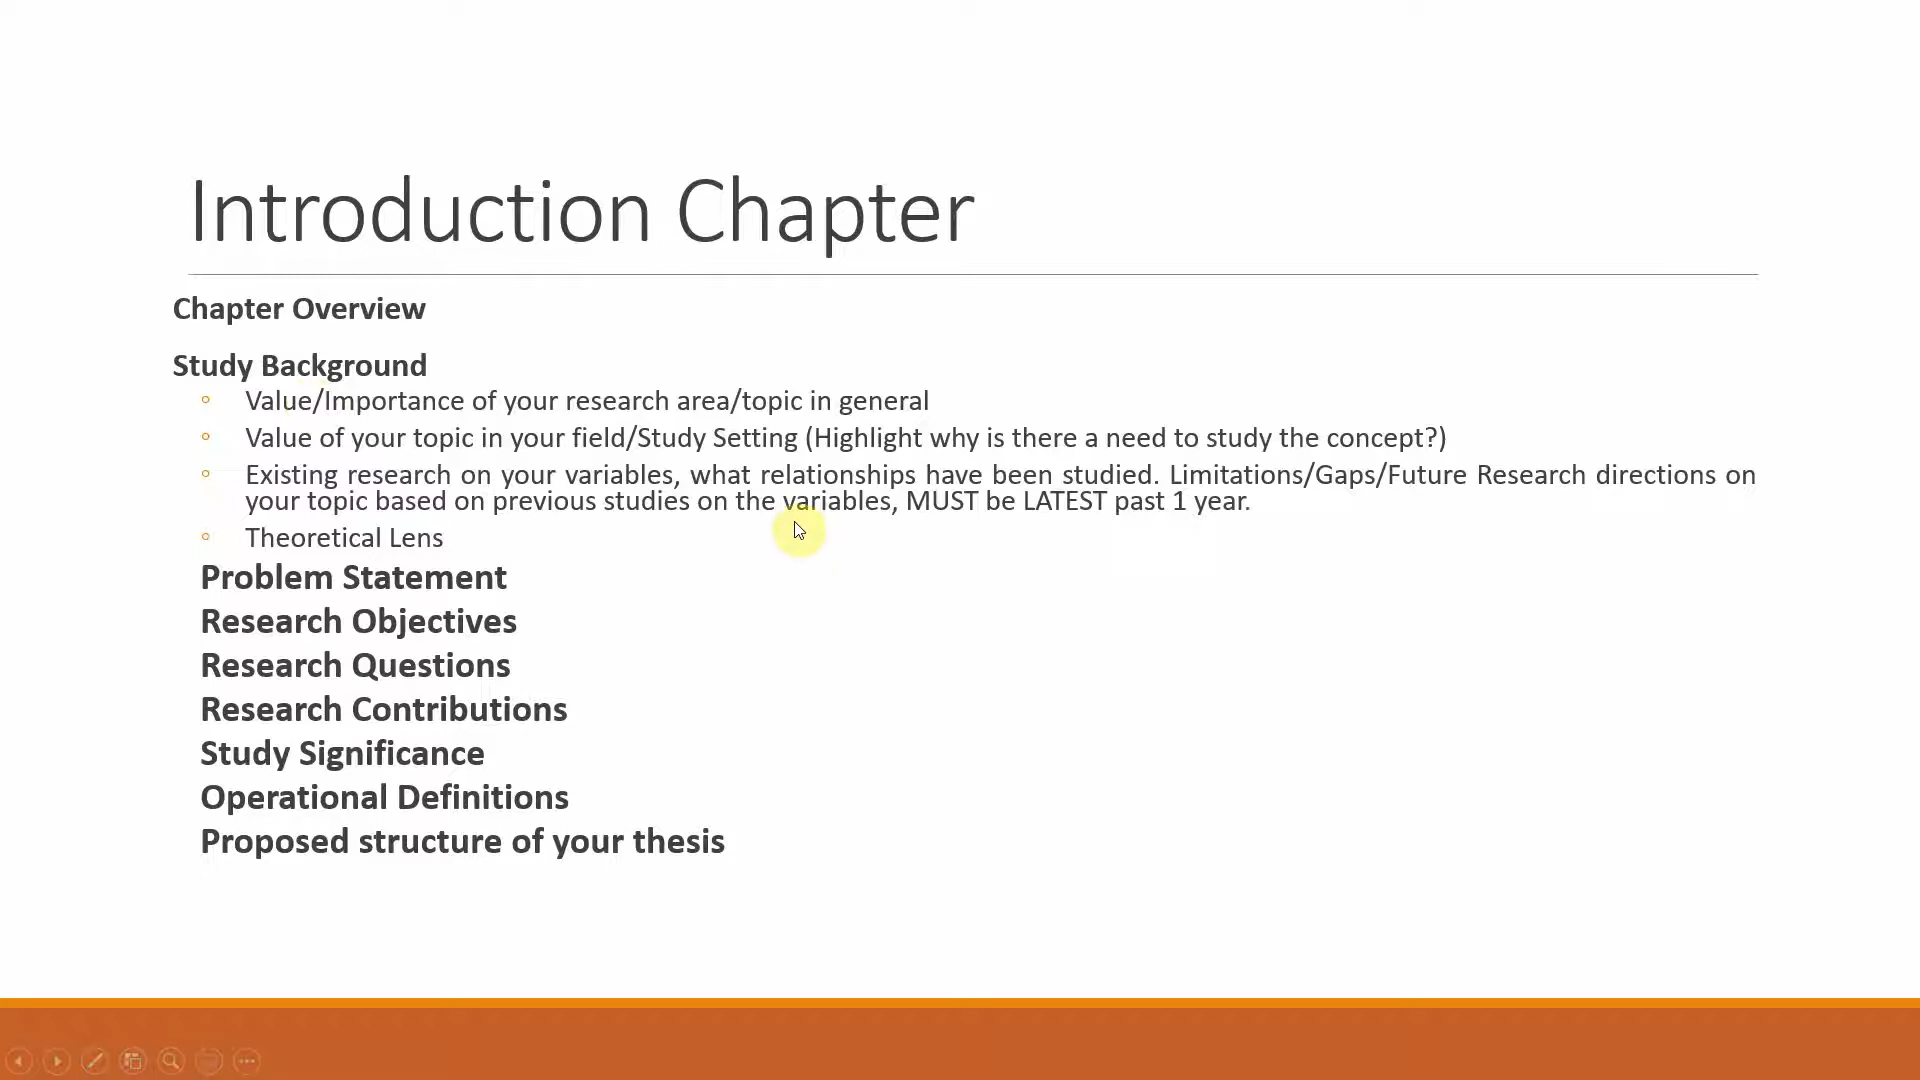 Introduction Chapter
Chapter Overview
Study Background
Value/Importance of your research area/topic in general
Value of your topic in your field/Study Setting (Highlight why is there a need to study the concept?)
Existing research on your variables, what relationships have been studied. Limitations/Gaps/Future Research directions on
your topic based on previous studies on the variables, MUST be LATEST past 1 year.
Theoretical Lens
Problem Statement
Research Objectives
Research Questions
Research Contributions
Study Significance
Operational Definitions
Proposed structure of your thesis